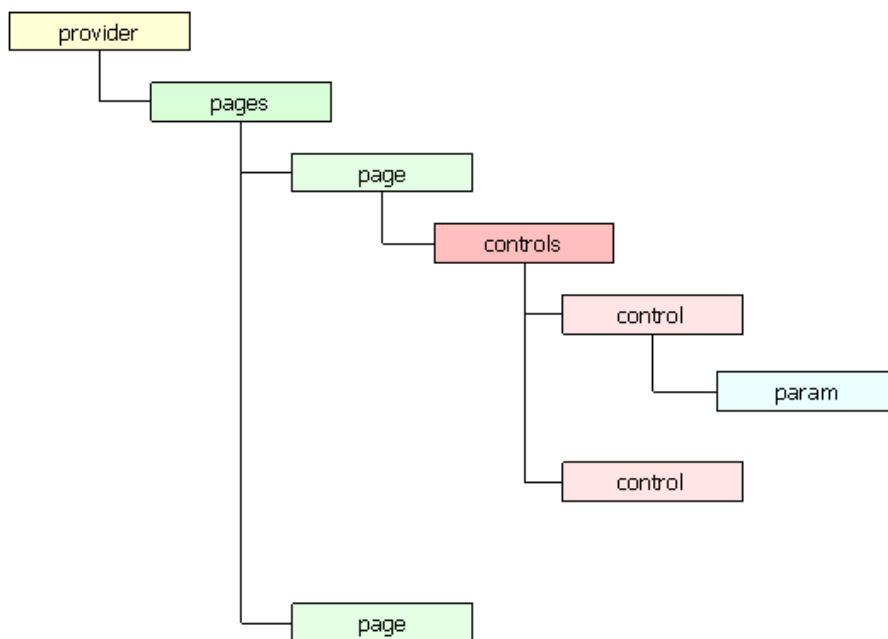 provider
pages
page
controls
control
param
control
page